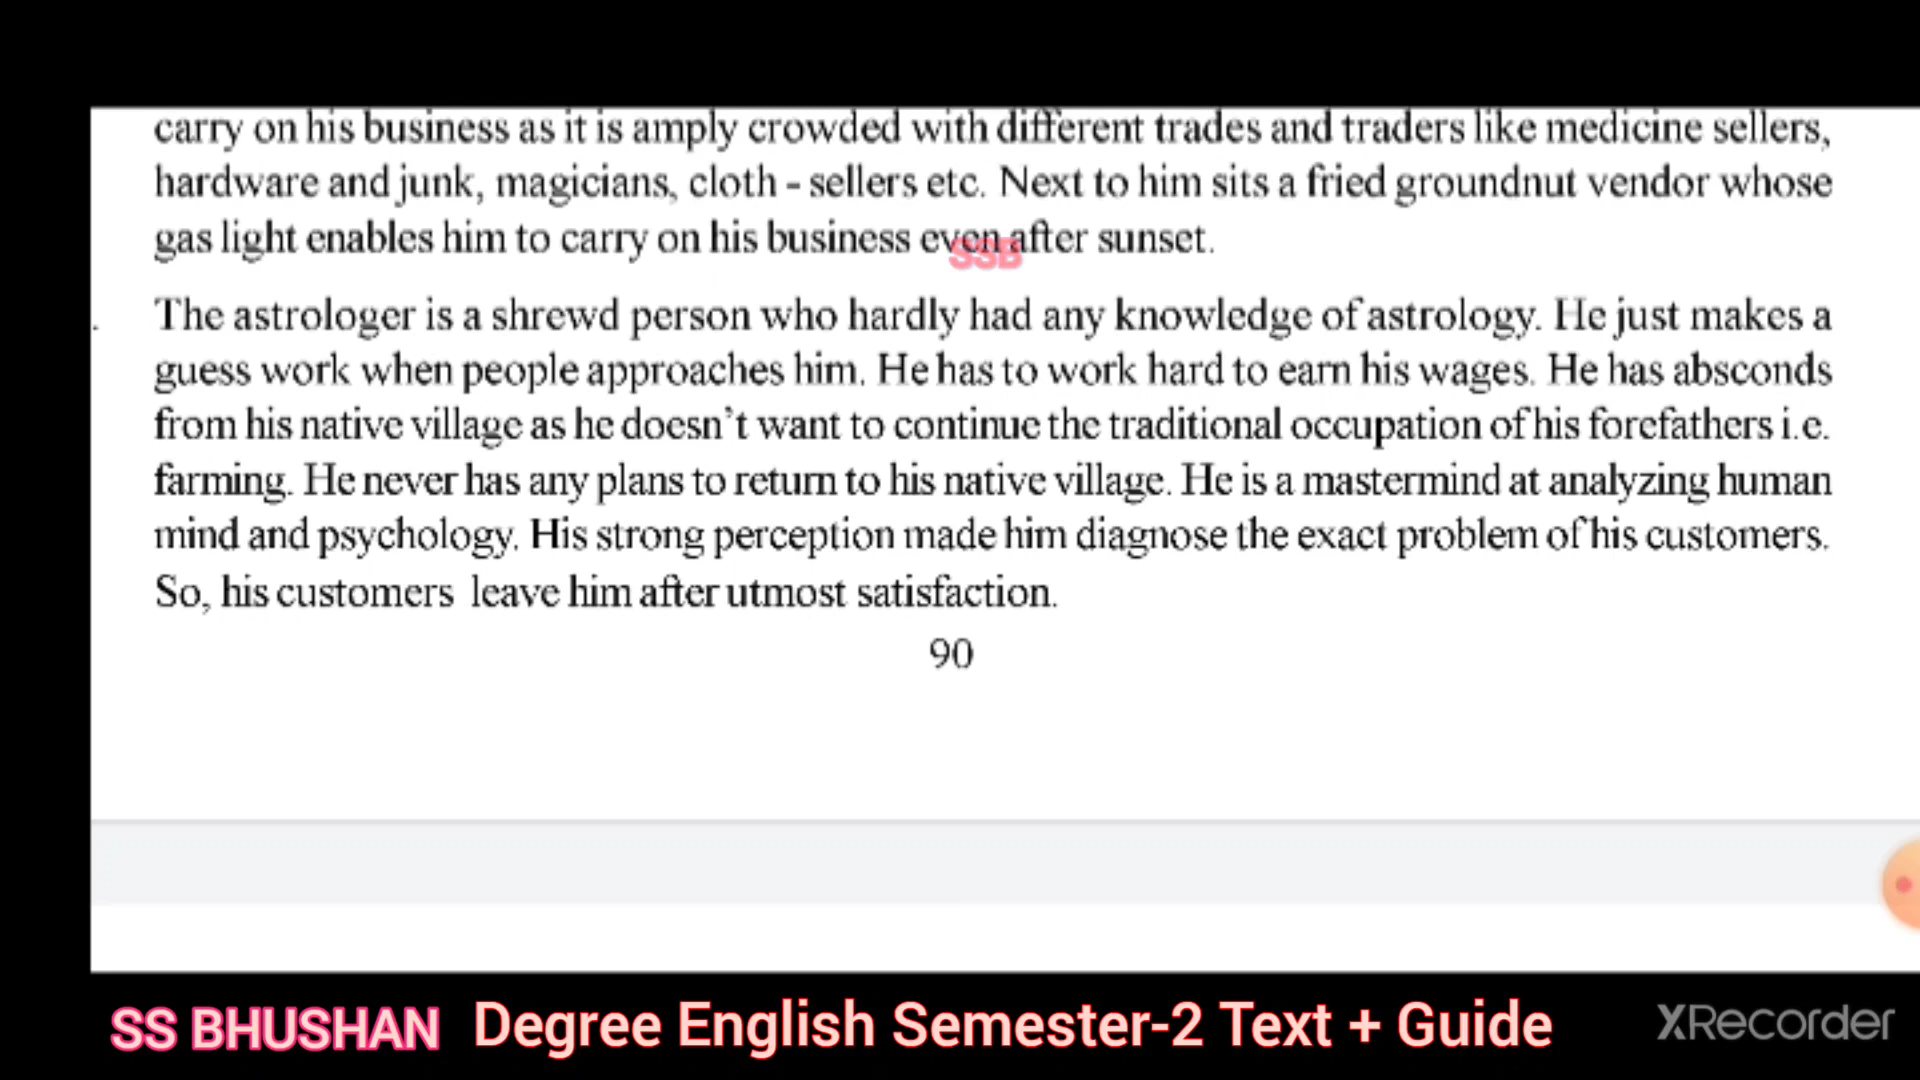 carry on his business as it is amply crowded with different trades and traders like medicine sellers,
hardware and junk, magicians, cloth - sellers etc. Next to him sits a fried groundnut vendor whose
gas light enables him to carry on his business even after sunset.
SSB
. The astrologer is a shrewd person who hardly had any knowledge of astrology. He just makes a
guess work when people approaches him. He has to work hard to earn his wages. He has absconds
from his native village as he doesn't want to continue the traditional occupation of his forefathers i.e.
farming. He never has any plans to return to his native village. He is a mastermind at analyzing human
mind and psychology. His strong perception made him diagnose the exact problem of his customers.
So, his customers leave him after utmost satisfaction.
90
SS BHUSHAN Degree English Semester-2 Text + Guide
XRecorder